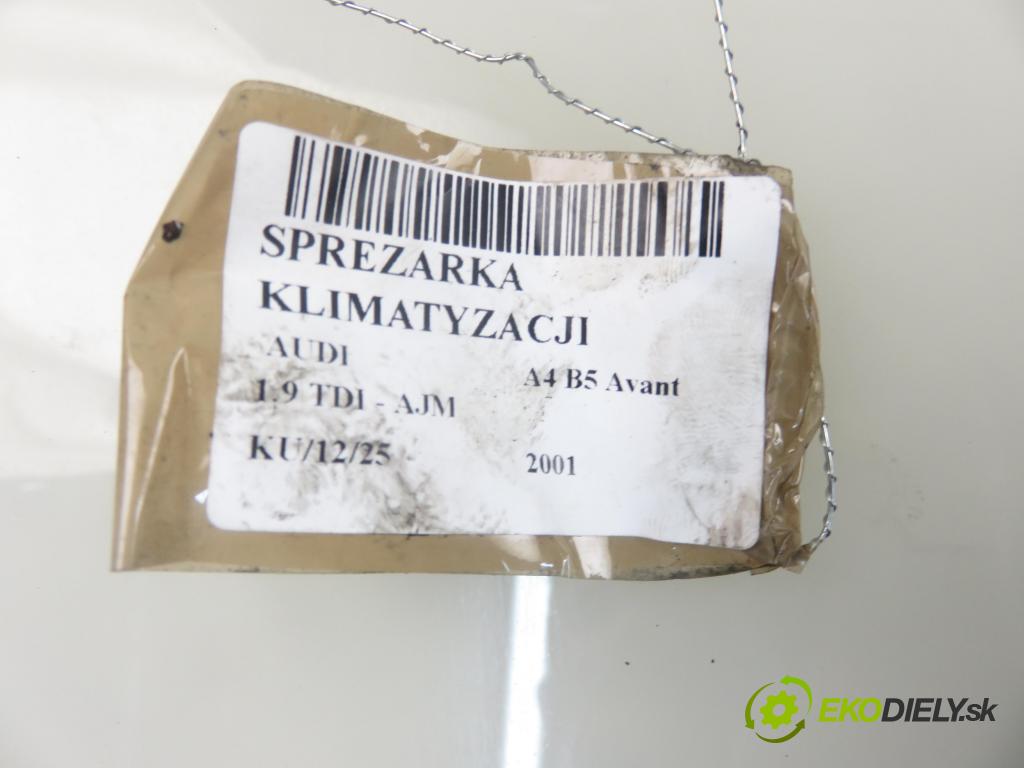 SPREZARKA
KLIMATYZACJI
AUDI A4 B5 Avant
1.9 TDI - AJM
KU/12/25 2001
EKODIELY.sk